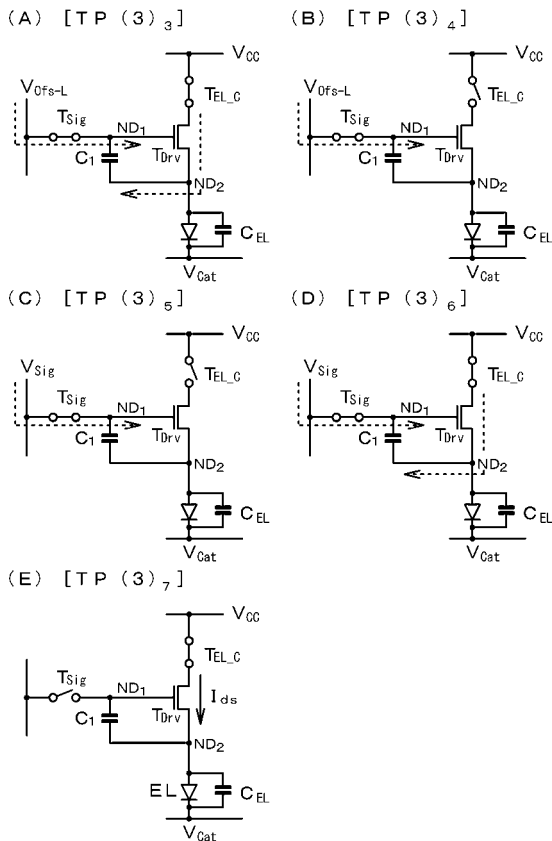 (A) [TP (3)3]
VCC
VOfs-L
TEL_C
TSig
ND1
C1
TDrv
ND2
CEL
VCat
(B) [TP (3)4]
VCC
VOfs-L
TEL_C
TSig
ND1
C1
TDrv
ND2
CEL
VCat
(C) [TP (3)5]
VCC
VSig
TEL_C
TSig
ND1
C1
TDrv
ND2
CEL
VCat
(D) [TP (3)6]
VCC
VSig
TEL_C
TSig
ND1
C1
TDrv
ND2
CEL
VCat
(E) [TP (3)7]
VCC
TEL_C
TSig
ND1
Ids
C1
TDrv
ND2
EL
CEL
VCat